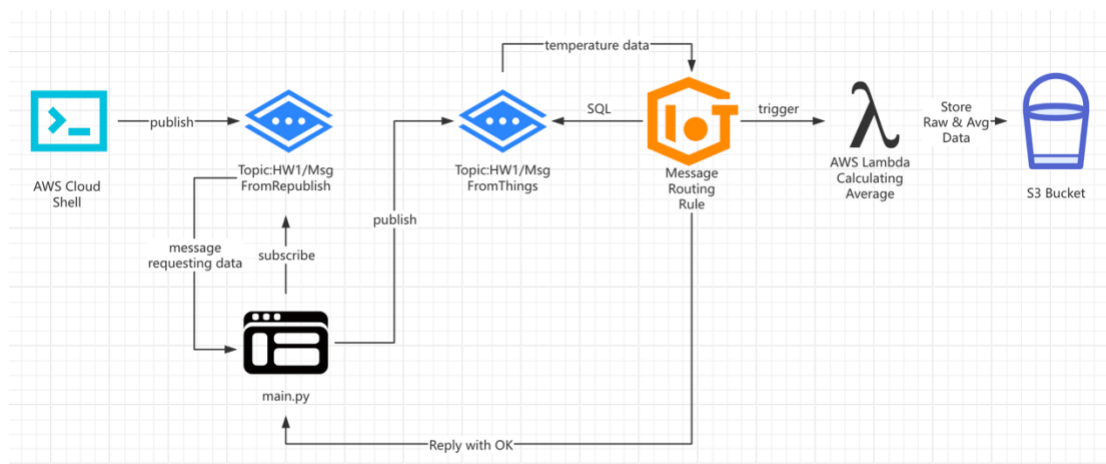 temperature data
publish
SQL
trigger
Store
Raw & Avg
Data
AWS Cloud
Shell
Topic:HW1/Msg
FromRepublish
Topic:HW1/Msg
FromThings
Message
Routing
Rule
AWS Lambda
Calculating
Average
S3 Bucket
publish
message
requesting data
subscribe
main.py
Reply with OK